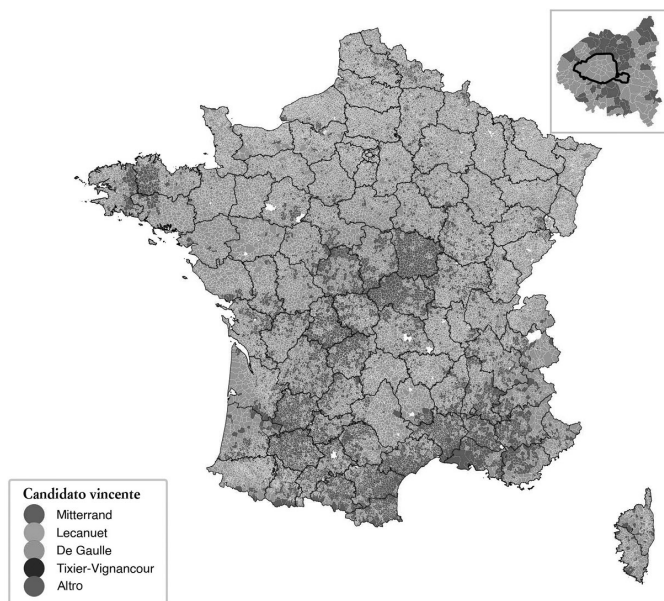 Candidato vincente
Mitterrand
Lecanuet
De Gaulle
Tixier-Vignancour
Altro